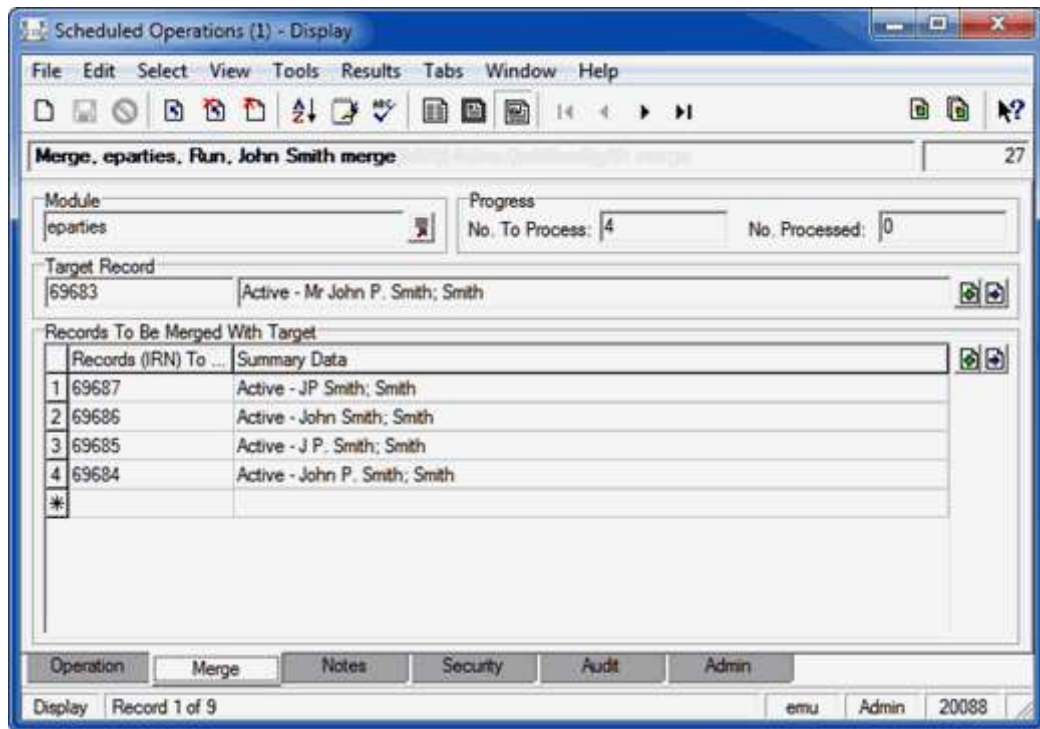 Scheduled Operations (1) - Display
File Edit Select View Tools Results Tabs Window Help
Merge, eparties, Run, John Smith merge 27
Module Progress
eparties No. To Process: 4 No. Processed: 0
Target Record
69683 Active - Mr John P. Smith; Smith
Records To Be Merged With Target
Records (IRN) To ... Summary Data
1 69687 Active - JP Smith; Smith
2 69686 Active - John Smith; Smith
3 69685 Active - J P. Smith; Smith
4 69684 Active - John P. Smith; Smith
Operation Merge Notes Security Audit Admin
Display Record 1 of 9 emu Admin 20088